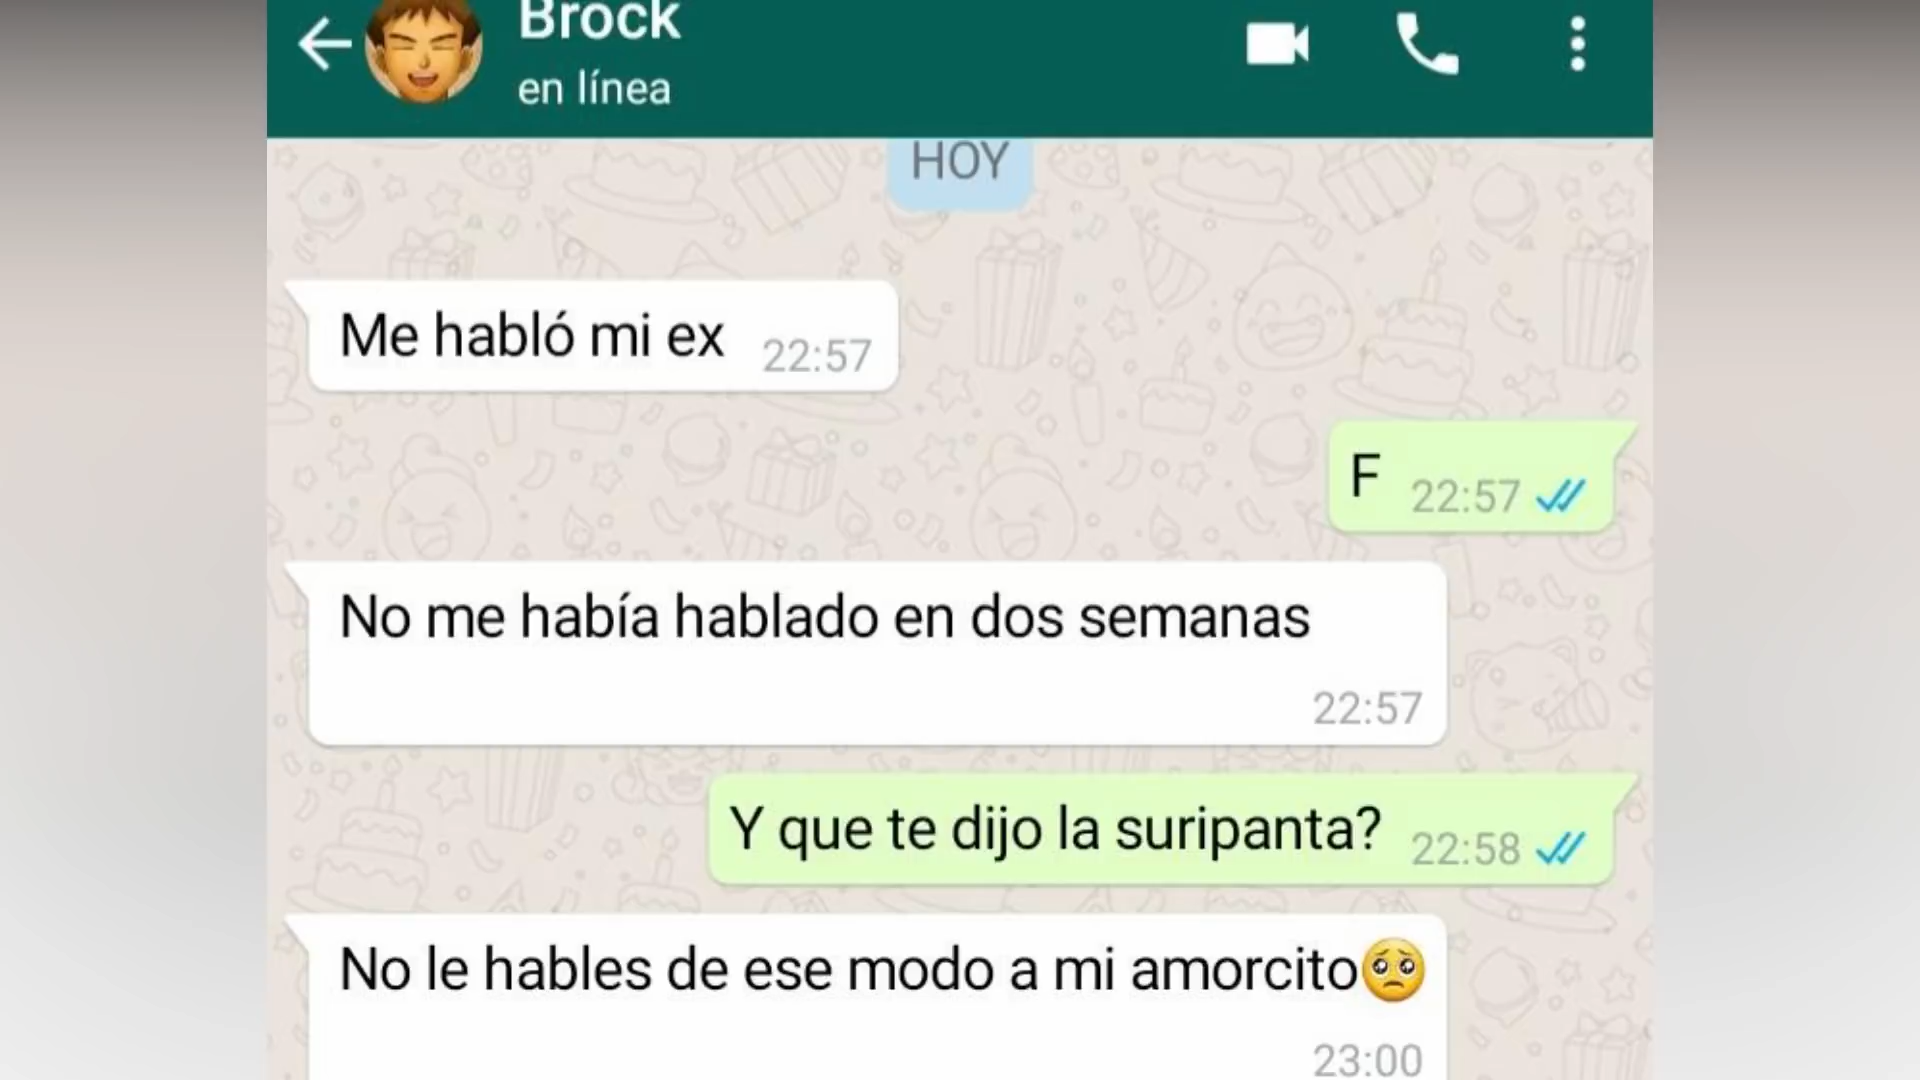 Brock
en línea
HOY
Me habló mi ex 22:57
F 22:57
No me había hablado en dos semanas
22:57
Y que te dijo la suripanta? 22:58
No le hables de ese modo a mi amorcito🥺
23:00